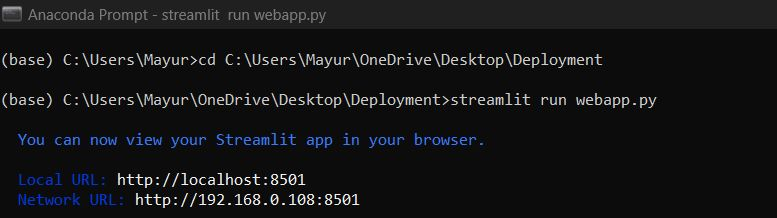 Anaconda Prompt - streamlit  run webapp.py
(base) C:\Users\Mayur>cd C:\Users\Mayur\OneDrive\Desktop\Deployment
(base) C:\Users\Mayur\OneDrive\Desktop\Deployment>streamlit run webapp.py
You can now view your Streamlit app in your browser.
Local URL: http://localhost:8501
Network URL: http://192.168.0.108:8501